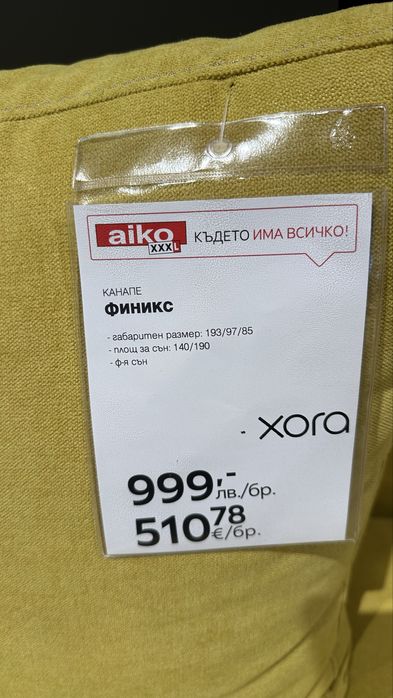 aiko
XXXL
КЪДЕТО ИМА ВСИЧКО!
КАНАПЕ
ФИНИКС
- габаритен размер: 193/97/85
- площ за сън: 140/190
- ф-я сън
- xora
999,- лв./бр.
510 78 €/бр.